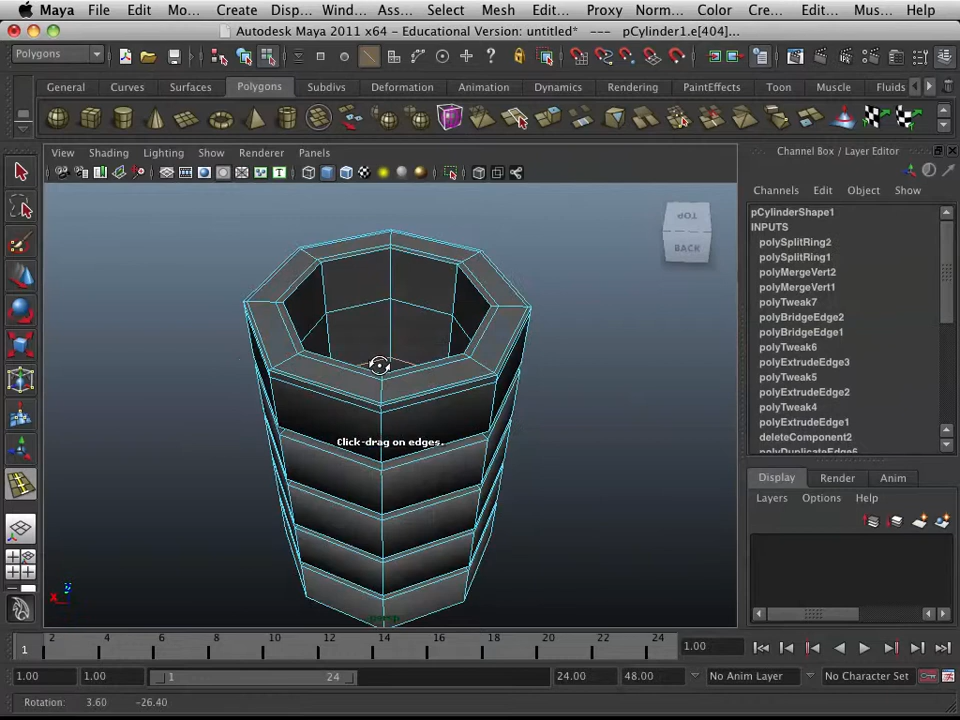 Maya File Edit Mo... Create Disp... Win... Ass... Select Mesh Edit... Proxy Norm... Color Cre... Edit... Mus... Help
Autodesk Maya 2011 x64 - Educational Version: untitled* --- pCylinder1.e[404]...
Polygons
General Curves Surfaces Polygons Subdivs Deformation Animation Dynamics Rendering PaintEffects Toon Muscle Fluids
View Shading Lighting Show Renderer Panels
Channel Box / Layer Editor
Channels Edit Object Show
pCylinderShape1
INPUTS
polySplitRing2
polySplitRing1
polyMergeVert2
polyMergeVert1
polyTweak7
polyBridgeEdge2
polyBridgeEdge1
polyTweak6
polyExtrudeEdge3
polyTweak5
polyExtrudeEdge2
polyTweak4
polyExtrudeEdge1
deleteComponent2
polyDuplicateEdge6
TOP
BACK
Click-drag on edges.
Display Render Anim
Layers Options Help
persp
1 2 4 6 8 10 12 14 16 18 20 22 24 1.00
1.00 1.00 1 24 24.00 48.00 No Anim Layer No Character Set
Rotation: 3.60 -26.40